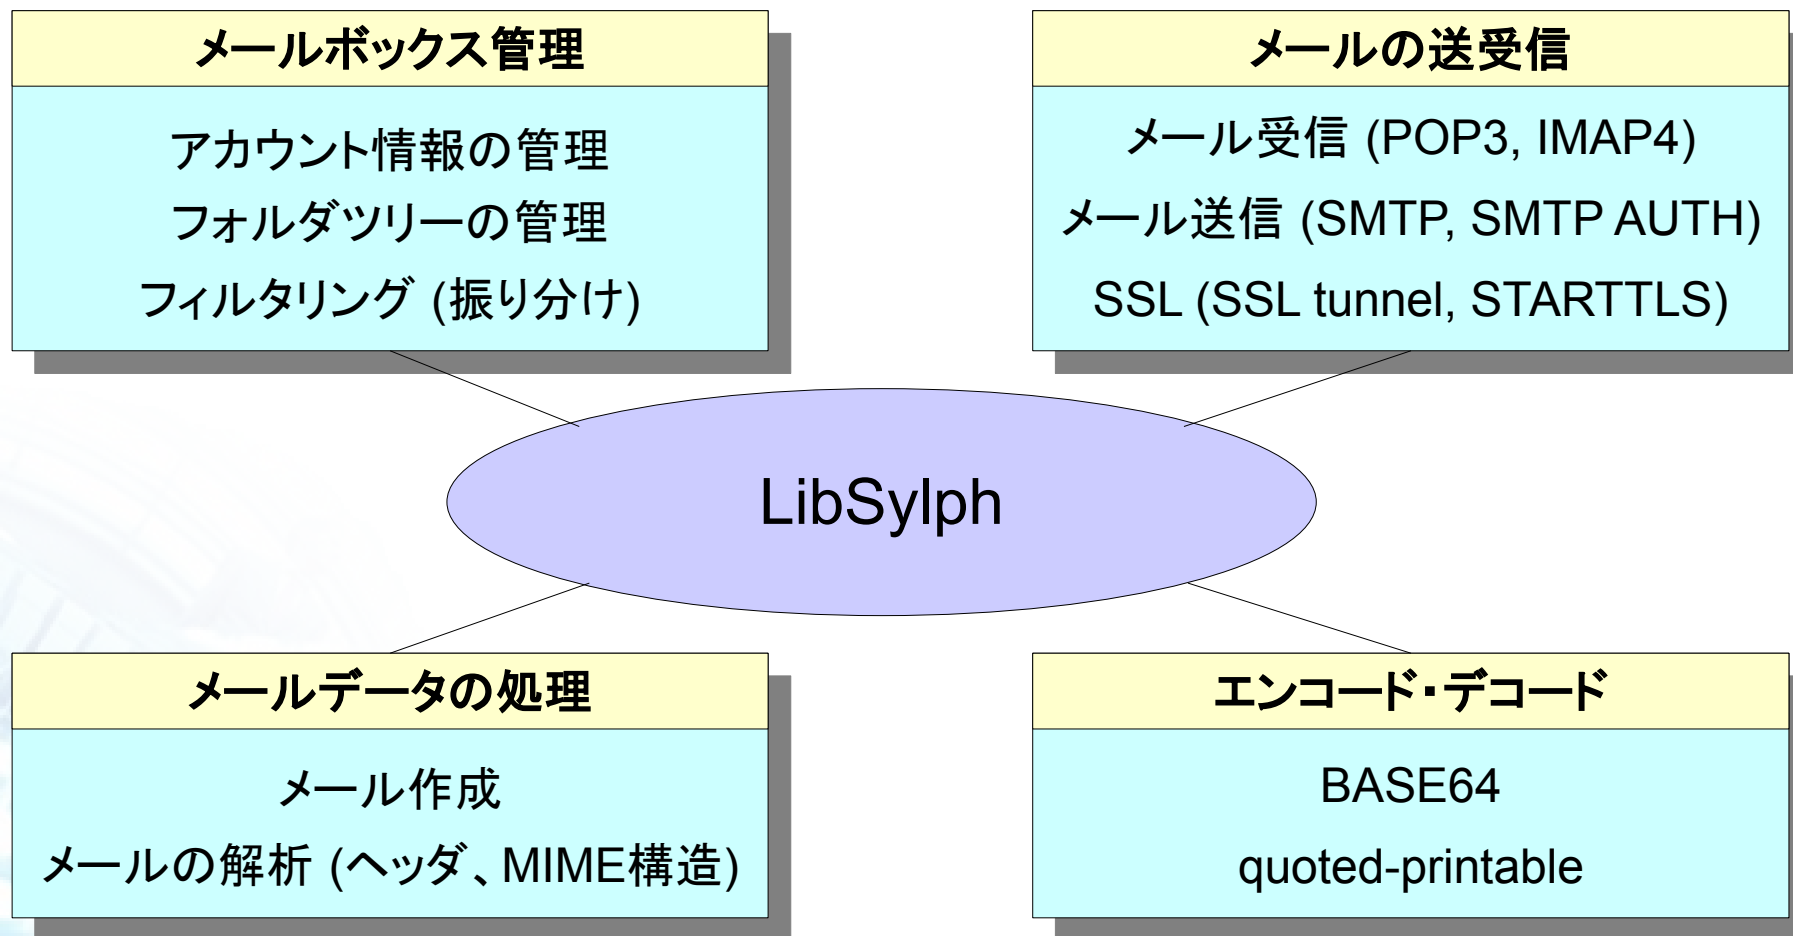 メールボックス管理
アカウント情報の管理
フォルダツリーの管理
フィルタリング (振り分け)
メールの送受信
メール受信 (POP3, IMAP4)
メール送信 (SMTP, SMTP AUTH)
SSL (SSL tunnel, STARTTLS)
LibSylph
メールデータの処理
メール作成
メールの解析 (ヘッダ、MIME構造)
エンコード・デコード
BASE64
quoted-printable